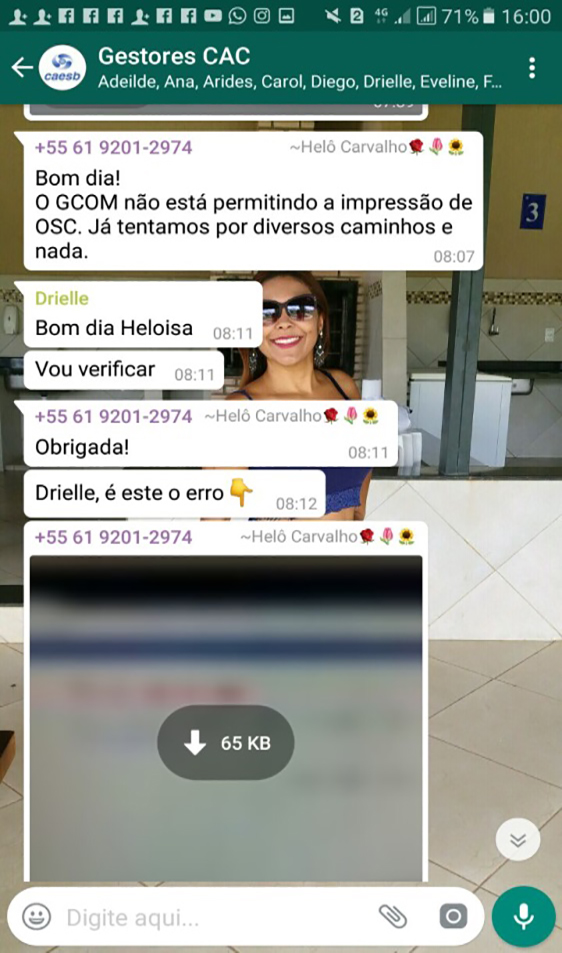 4G 71% 16:00
Gestores CAC
caesb
Adeilde, Ana, Arides, Carol, Diego, Drielle, Eveline, F...
07:59
+55 61 9201-2974 ~Helô Carvalho🌹🌷🌻
Bom dia!
O GCOM não está permitindo a impressão de
OSC. Já tentamos por diversos caminhos e
nada.
08:07
3
Drielle
Bom dia Heloisa 08:11
Vou verificar 08:11
+55 61 9201-2974 ~Helô Carvalho🌹🌷🌻
Obrigada!
08:11
Drielle, é este o erro👇
08:12
+55 61 9201-2974 ~Helô Carvalho🌹🌷🌻
65 KB
Digite aqui...